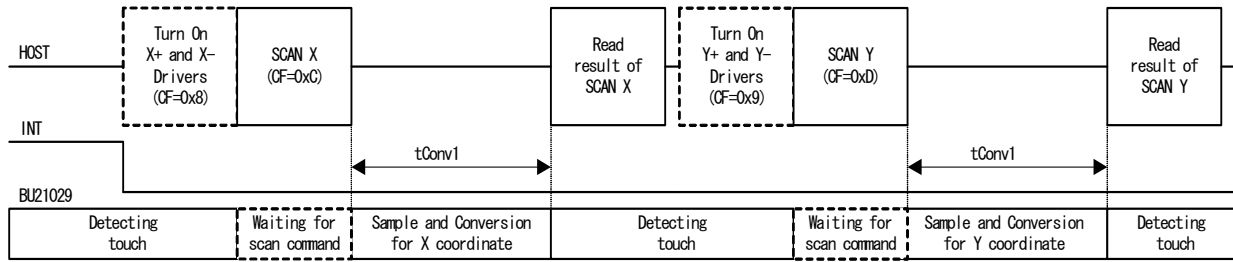 HOST
Turn On
X+ and X-
Drivers
(CF=0x8)
SCAN X
(CF=0xC)
Read
result of
SCAN X
Turn On
Y+ and Y-
Drivers
(CF=0x9)
SCAN Y
(CF=0xD)
Read
result of
SCAN Y
INT
tConv1
tConv1
BU21029
Detecting
touch
Waiting for
scan command
Sample and Conversion
for X coordinate
Detecting
touch
Waiting for
scan command
Sample and Conversion
for Y coordinate
Detecting
touch